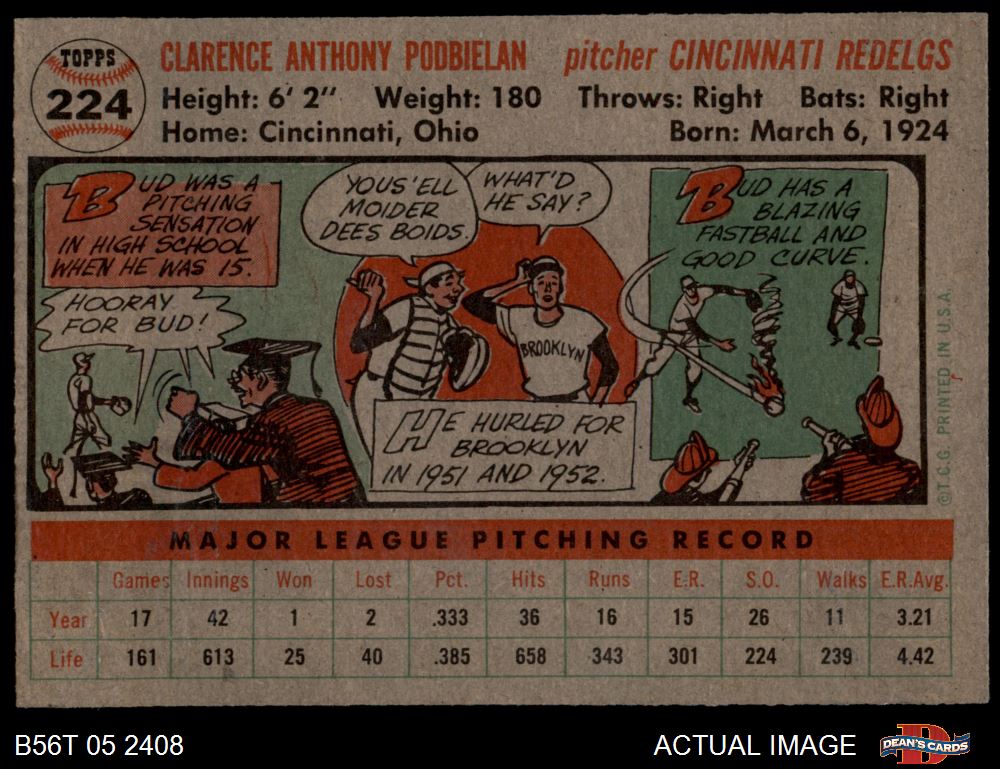 TOPPS
224
CLARENCE ANTHONY PODBIELAN pitcher CINCINNATI REDELGS
Height: 6' 2" Weight: 180 Throws: Right Bats: Right
Home: Cincinnati, Ohio Born: March 6, 1924
BUD WAS A
PITCHING
SENSATION
IN HIGH SCHOOL
WHEN HE WAS 15.
HOORAY
FOR BUD!
YOUS'ELL
MOIDER
DEES BOIDS.
WHAT'D
HE SAY?
BROOKLYN
HE HURLED FOR
BROOKLYN
IN 1951 AND 1952.
BUD HAS A
BLAZING
FASTBALL AND
GOOD CURVE.
©T.C.G. PRINTED IN U.S.A.
MAJOR LEAGUE PITCHING RECORD
Games Innings Won Lost Pct. Hits Runs E.R. S.O. Walks E.R.Avg.
Year 17 42 1 2 .333 36 16 15 26 11 3.21
Life 161 613 25 40 .385 658 343 301 224 239 4.42
B56T 05 2408 ACTUAL IMAGE DEAN'S CARDS